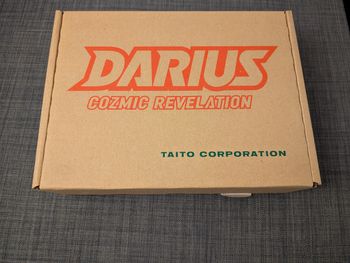 DARIUS
COZMIC REVELATION
TAITO CORPORATION